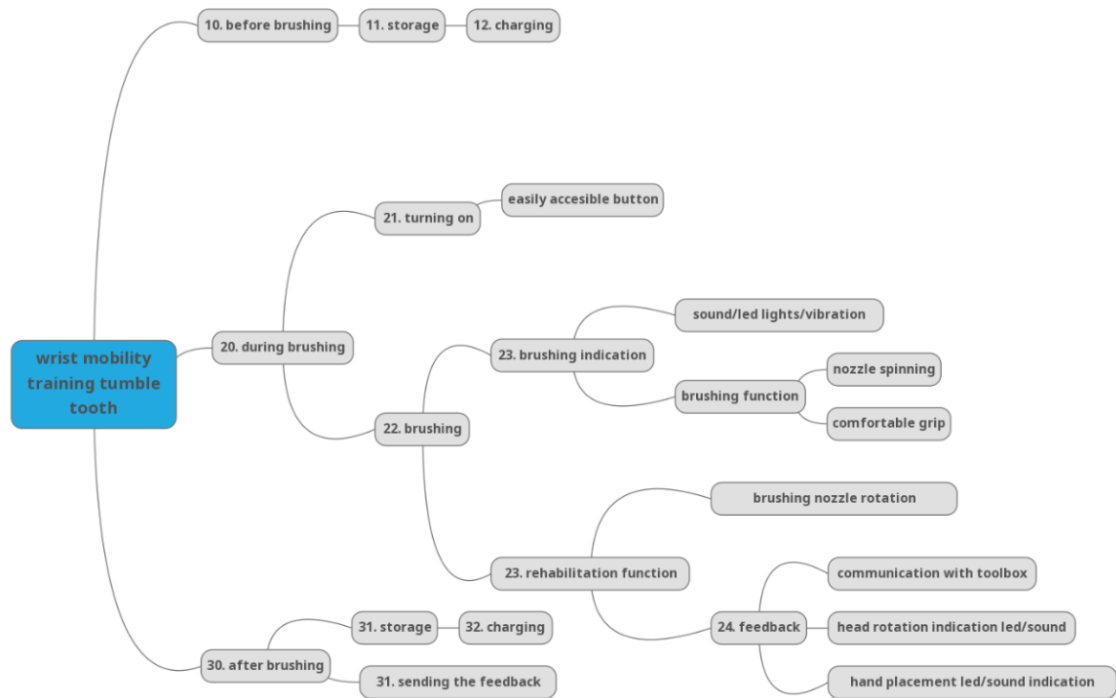 10. before brushing
11. storage
12. charging
easily accesible button
21. turning on
sound/led lights/vibration
20. during brushing
23. brushing indication
wrist mobility
training tumble
tooth
nozzle spinning
brushing function
comfortable grip
22. brushing
brushing nozzle rotation
23. rehabilitation function
communication with toolbox
31. storage
32. charging
24. feedback
head rotation indication led/sound
30. after brushing
31. sending the feedback
hand placement led/sound indication